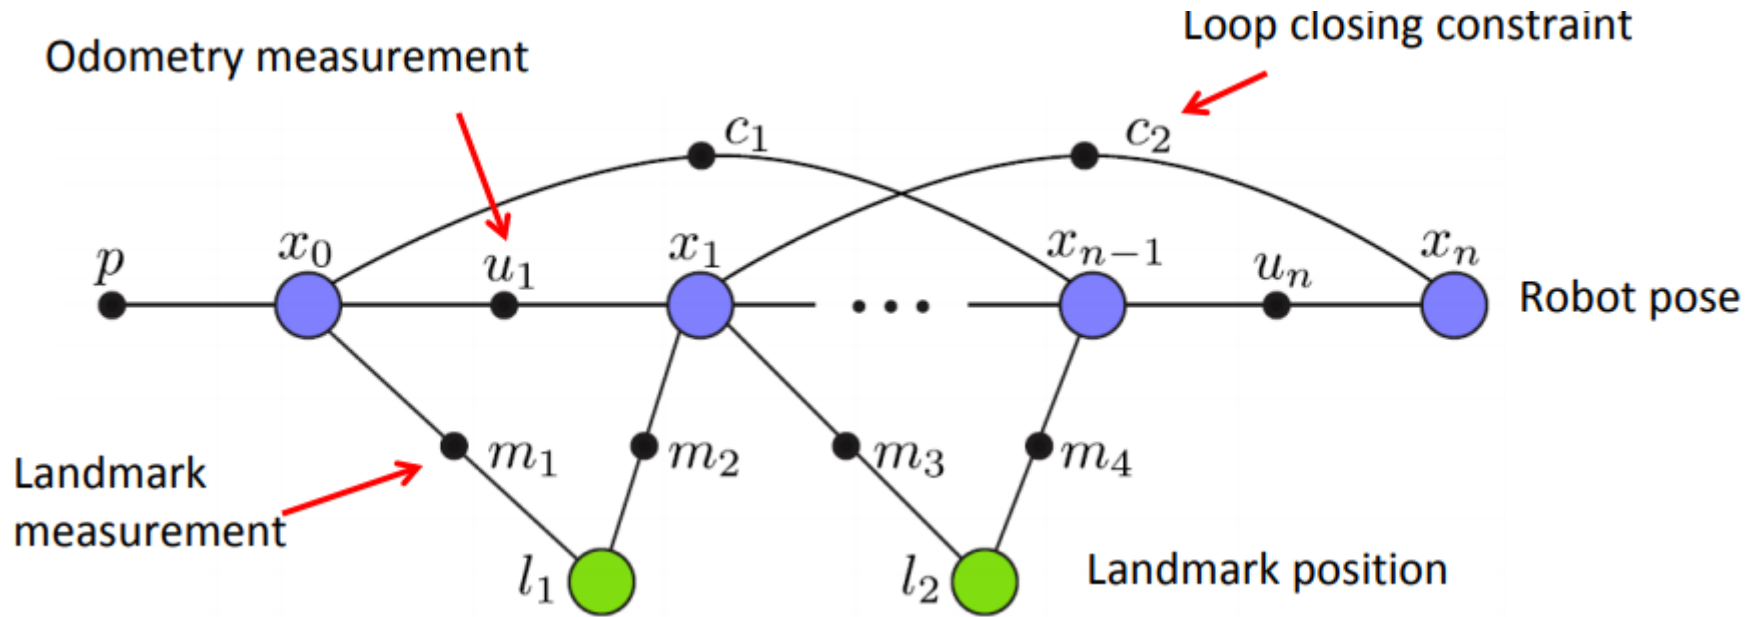 Loop closing constraint
Odometry measurement
c₁
c₂
p
x₀
u₁
x₁
xₙ₋₁
uₙ
xₙ
Robot pose
m₁
m₂
m₃
m₄
Landmark
measurement
l₁
l₂
Landmark position